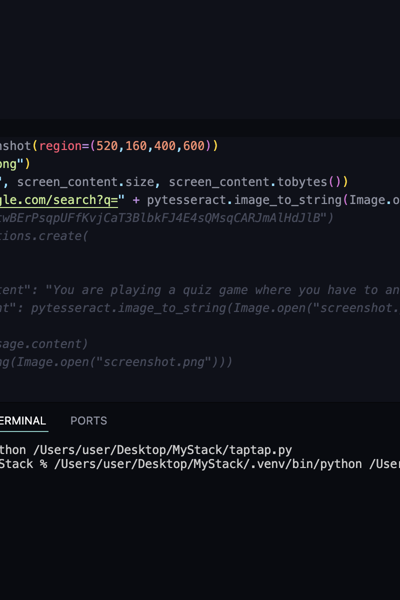 nshot(region=(520,160,400,600))
png")
", screen_content.size, screen_content.tobytes())
gle.com/search?q=" + pytesseract.image_to_string(Image.o
twBErPsqpUFfKvjCaT3BlbkFJ4E4sQMsqCARJmAlHdJlB")
tions.create(
tent": "You are playing a quiz game where you have to an
nt": pytesseract.image_to_string(Image.open("screenshot.
sage.content)
ng(Image.open("screenshot.png")))
ERMINAL PORTS
thon /Users/user/Desktop/MyStack/taptap.py
Stack % /Users/user/Desktop/MyStack/.venv/bin/python /User